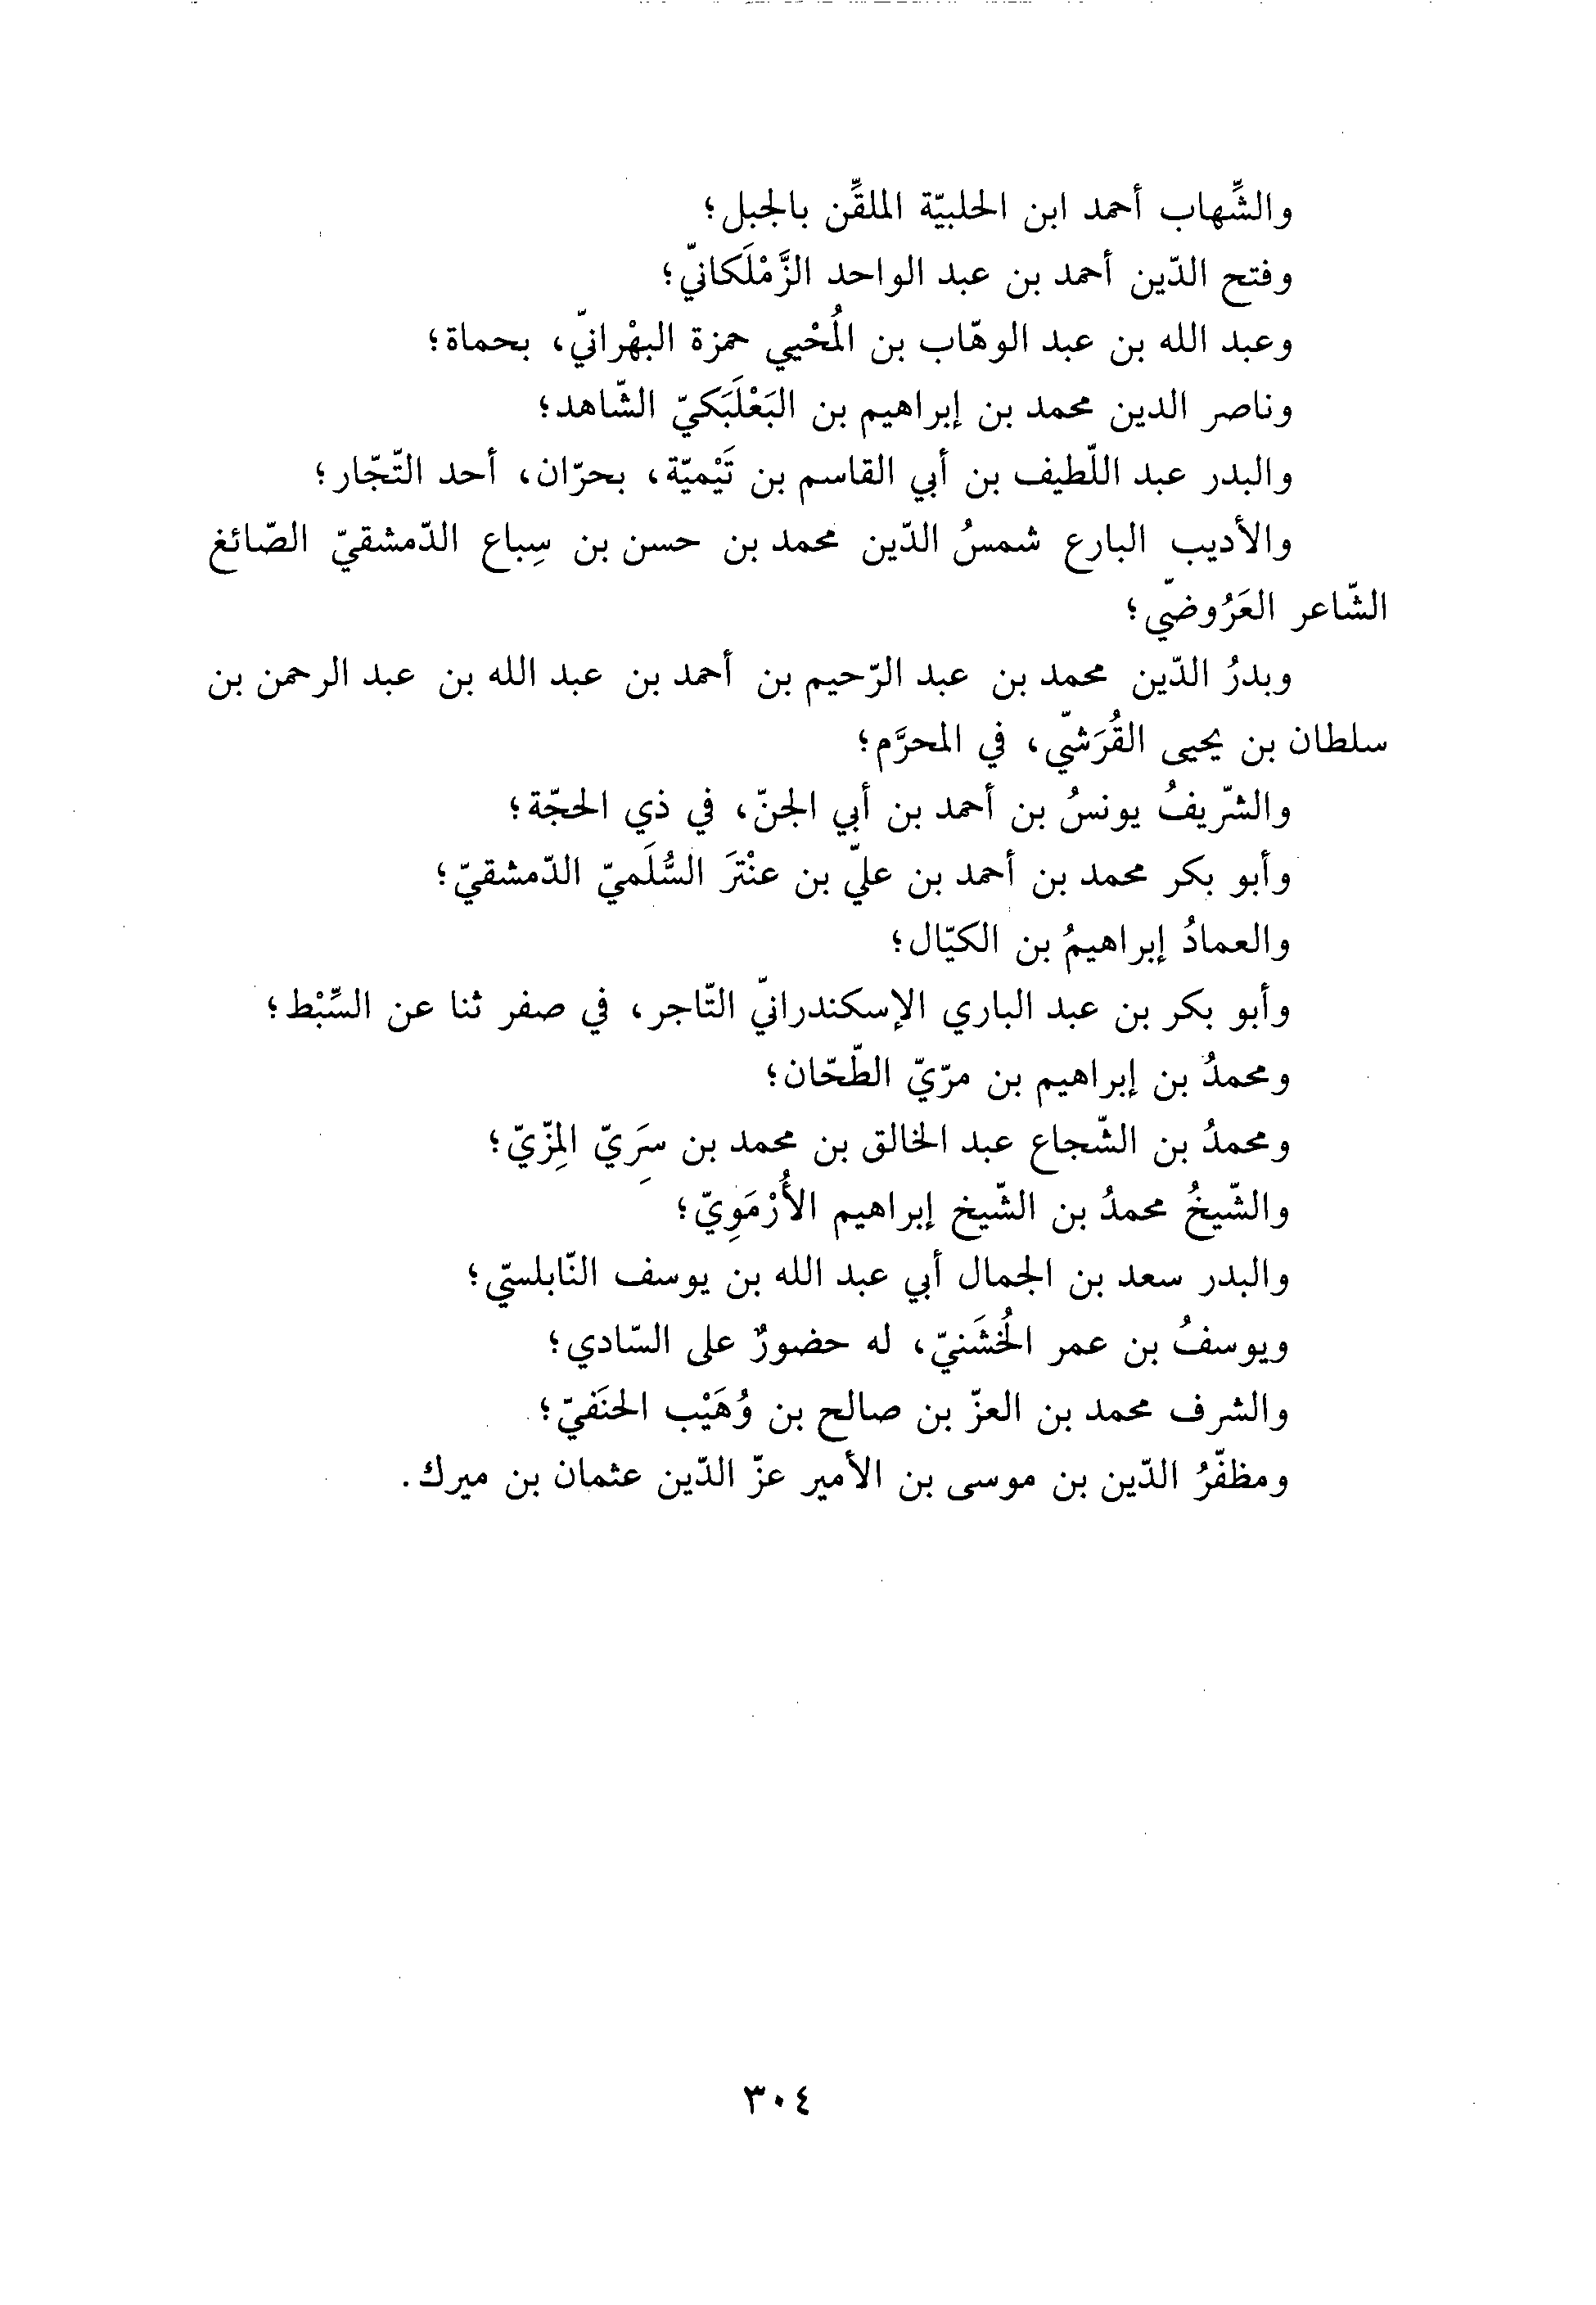 والشِّهاب أحمد ابن الحلبيّة الملقِّن بالجبل؛
وفتح الدّين أحمد بن عبد الواحد الزَّمْلَكانيّ؛
وعبد الله بن عبد الوهّاب بن المُحْيي حمزة البهْرانيّ، بحماة؛
وناصر الدين محمد بن إبراهيم بن البَعْلَبَكيّ الشّاهد؛
والبدر عبد اللّطيف بن أبي القاسم بن تَيْميّة، بحرّان، أحد التّجّار؛
والأديب البارع شمسُ الدّين محمد بن حسن بن سِباع الدّمشقيّ الصّائغ
الشّاعر العَرُوضيّ؛
وبدرُ الدّين محمد بن عبد الرّحيم بن أحمد بن عبد الله بن عبد الرحمن بن
سلطان بن يحيى القُرَشيّ، في المحرَّم؛
والشّريفُ يونسُ بن أحمد بن أبي الجنّ، في ذي الحجّة؛
وأبو بكر محمد بن أحمد بن عليّ بن عنْترَ السُّلَميّ الدّمشقيّ؛
والعمادُ إبراهيمُ بن الكيّال؛
وأبو بكر بن عبد الباري الإسكندرانيّ التّاجر، في صفر ثنا عن السِّبْط؛
ومحمدُ بن إبراهيم بن مرّيّ الطّحّان؛
ومحمدُ بن الشّجاع عبد الخالق بن محمد بن سَرِيّ المِزّيّ؛
والشّيخُ محمدُ بن الشّيخ إبراهيم الأُرْمَوِيّ؛
والبدر سعد بن الجمال أبي عبد الله بن يوسف النّابلسيّ؛
ويوسفُ بن عمر الخُشَنيّ، له حضورٌ على السّادي؛
والشرف محمد بن العزّ بن صالح بن وُهَيْب الحنَفيّ؛
ومظفّرُ الدّين بن موسى بن الأمير عزّ الدّين عثمان بن ميرك.
٣٠٤